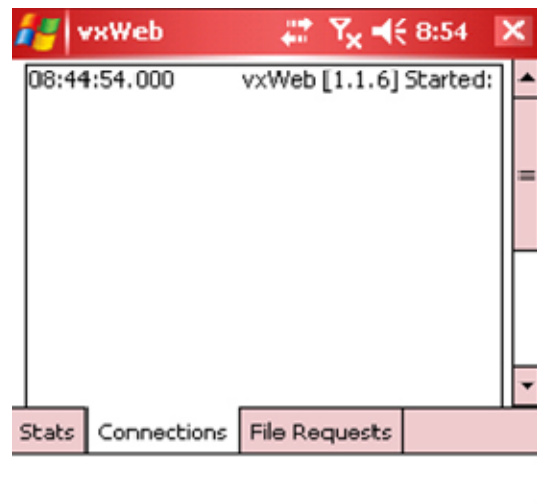 vxWeb 8:54
08:44:54.000 vxWeb [1.1.6] Started:
Stats Connections File Requests